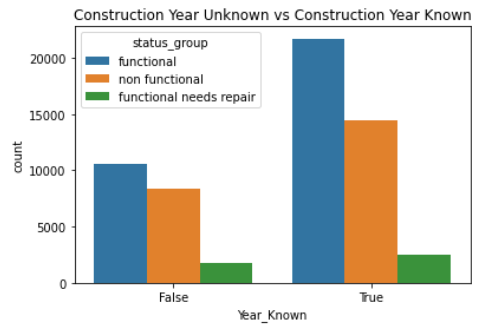 Construction Year Unknown vs Construction Year Known
status_group
functional
non functional
functional needs repair
count
20000
15000
10000
5000
0
False
True
Year_Known